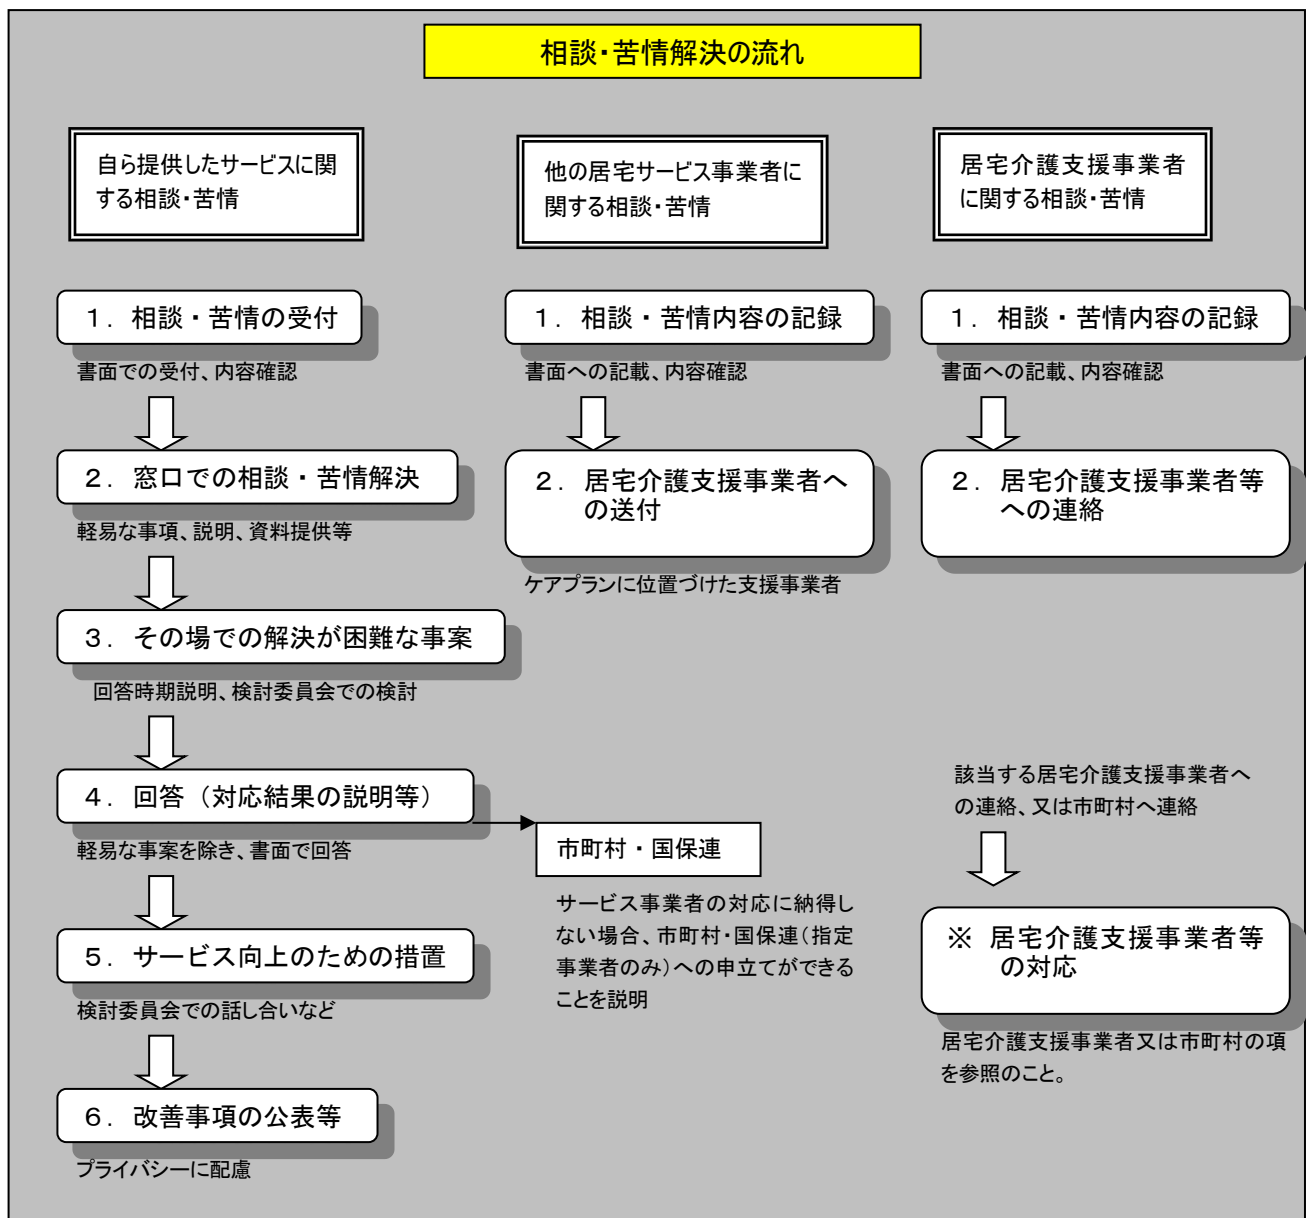 相談・苦情解決の流れ
自ら提供したサービスに関
する相談・苦情
１．相談・苦情の受付
書面での受付、内容確認
２．窓口での相談・苦情解決
軽易な事項、説明、資料提供等
３．その場での解決が困難な事案
回答時期説明、検討委員会での検討
４．回答（対応結果の説明等）
軽易な事案を除き、書面で回答
５．サービス向上のための措置
検討委員会での話し合いなど
６．改善事項の公表等
プライバシーに配慮
市町村・国保連
サービス事業者の対応に納得し
ない場合、市町村・国保連（指定
事業者のみ）への申立てができる
ことを説明
他の居宅サービス事業者に
関する相談・苦情
１．相談・苦情内容の記録
書面への記載、内容確認
２．居宅介護支援事業者へ
の送付
ケアプランに位置づけた支援事業者
居宅介護支援事業者
に関する相談・苦情
１．相談・苦情内容の記録
書面への記載、内容確認
２．居宅介護支援事業者等
への連絡
該当する居宅介護支援事業者へ
の連絡、又は市町村へ連絡
※ 居宅介護支援事業者等
の対応
居宅介護支援事業者又は市町村の項
を参照のこと。